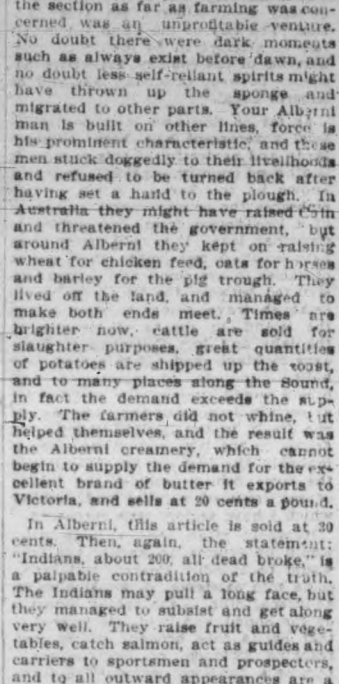 the section as far as farming was con-
cerned was an unprofitable venture.
No doubt there were dark moments
such as always exist before dawn, and
no doubt less self-reliant spirits might
have thrown up the sponge and
migrated to other parts. Your Alberni
man is built on other lines, force is
his prominent characteristic, and these
men stuck doggedly to their livelihoods
and refused to be turned back after
having set a hand to the plough. In
Australia they might have raised Cain
and threatened the government, but
around Alberni they kept on raising
wheat for chicken feed, oats for horses
and barley for the pig trough. They
lived off the land, and managed to
make both ends meet. Times are
brighter now, cattle are sold for
slaughter purposes, great quantities
of potatoes are shipped up the coast,
and to many places along the Sound,
in fact the demand exceeds the sup-
ply. The farmers did not whine, but
helped themselves, and the result was
the Alberni creamery, which cannot
begin to supply the demand for the ex-
cellent brand of butter it exports to
Victoria, and sells at 20 cents a pound.
In Alberni, this article is sold at 30
cents. Then, again, the statement:
"Indians, about 200, all dead broke," is
a palpable contradiction of the truth.
The Indians may pull a long face, but
they managed to subsist and get along
very well. They raise fruit and vege-
tables, catch salmon, act as guides and
carriers to sportsmen and prospectors,
and to all outward appearances are a